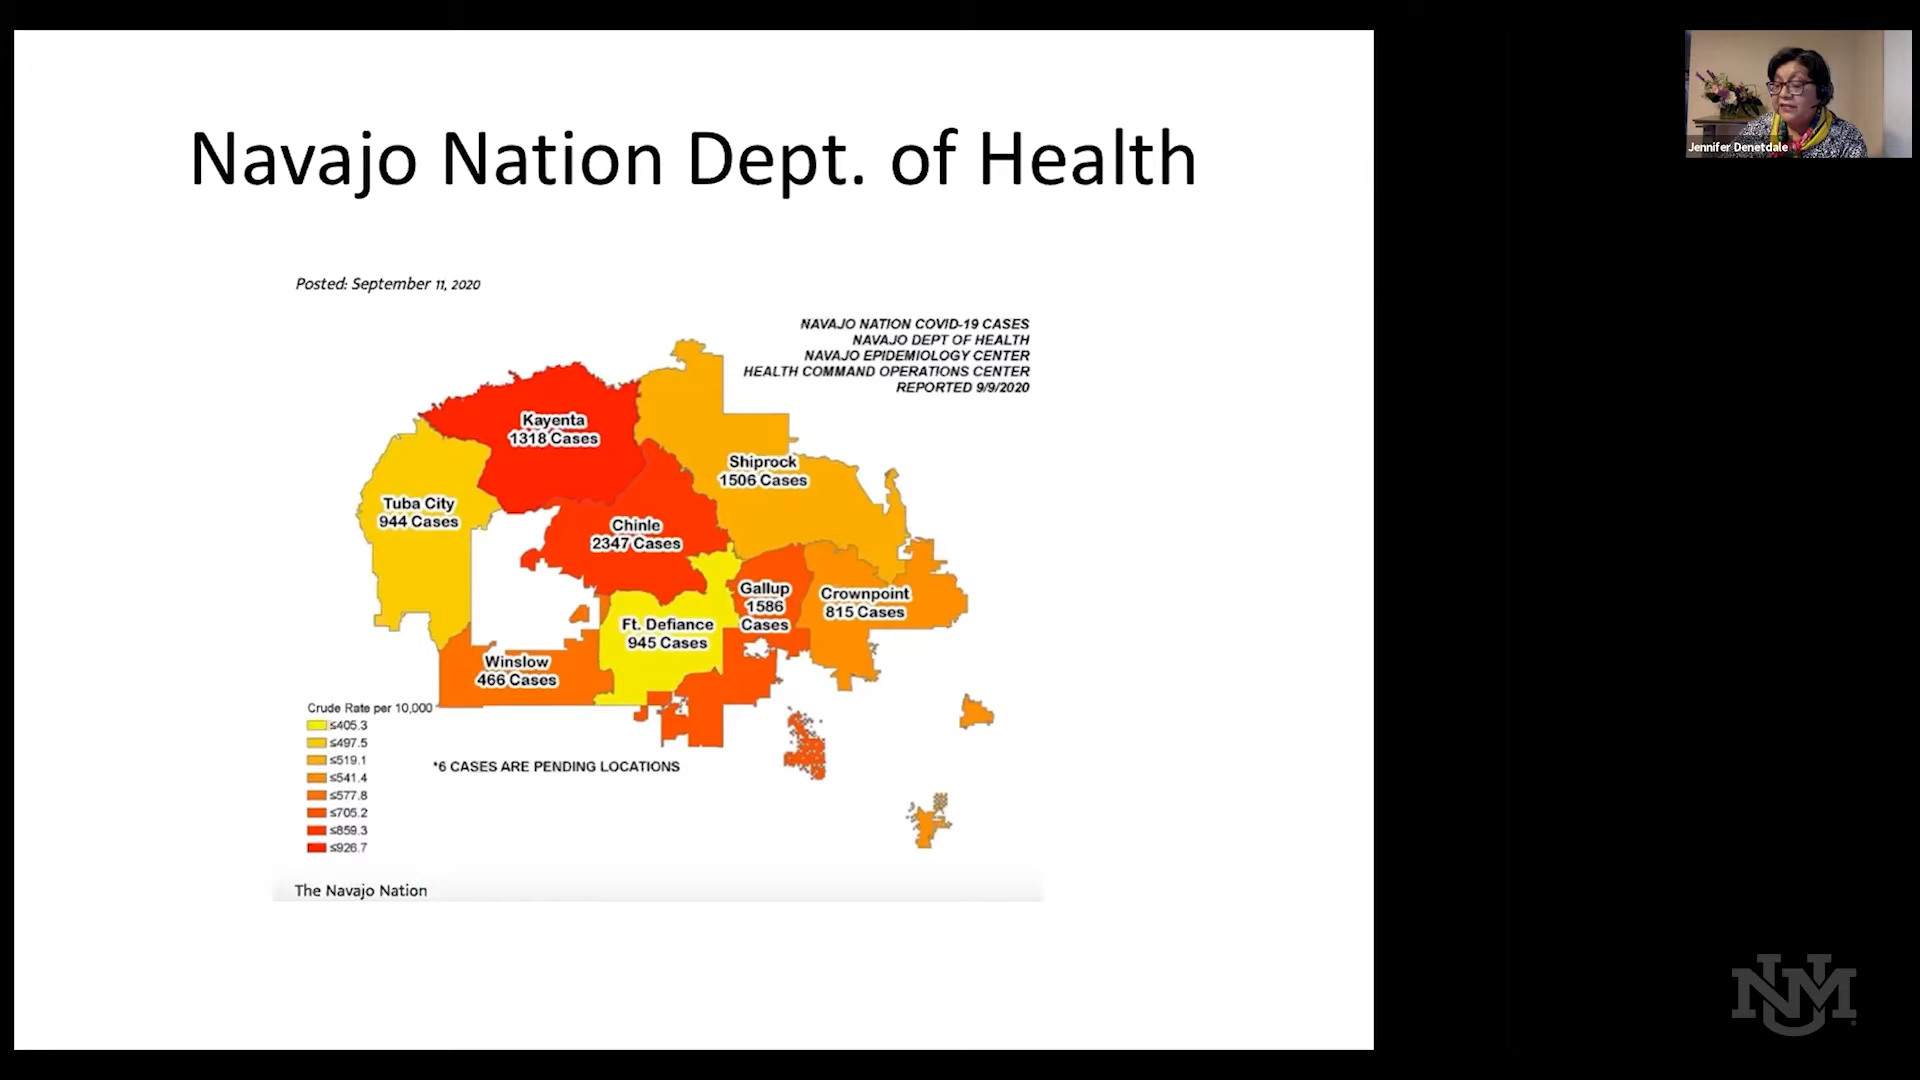 Navajo Nation Dept. of Health
Posted: September 11, 2020
NAVAJO NATION COVID-19 CASES
NAVAJO DEPT OF HEALTH
NAVAJO EPIDEMIOLOGY CENTER
HEALTH COMMAND OPERATIONS CENTER
REPORTED 9/9/2020
Kayenta
1318 Cases
Shiprock
1506 Cases
Tuba City
944 Cases
Chinle
2347 Cases
Gallup
1586
Cases
Crownpoint
815 Cases
Ft. Defiance
945 Cases
Winslow
466 Cases
Crude Rate per 10,000
≤405.3
≤497.5
≤519.1
≤541.4
≤577.8
≤705.2
≤859.3
≤926.7
*6 CASES ARE PENDING LOCATIONS
The Navajo Nation
Jennifer Denetdale
UNM